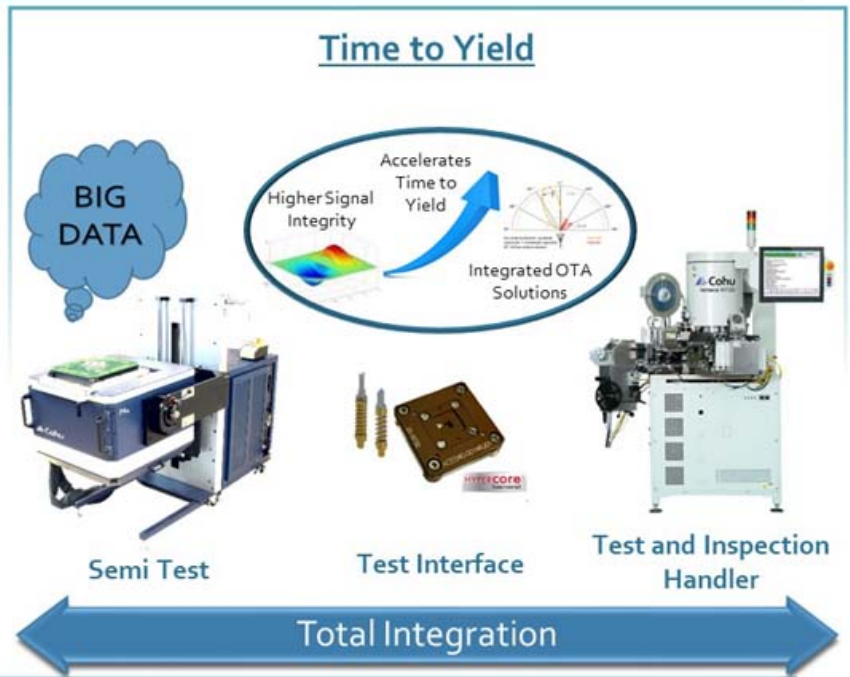 Time to Yield
BIG
DATA
Higher Signal
Integrity
Accelerates
Time to
Yield
Integrated OTA
Solutions
Cohu
Cohu
HYPERcore
Semi Test
Test Interface
Test and Inspection
Handler
Total Integration